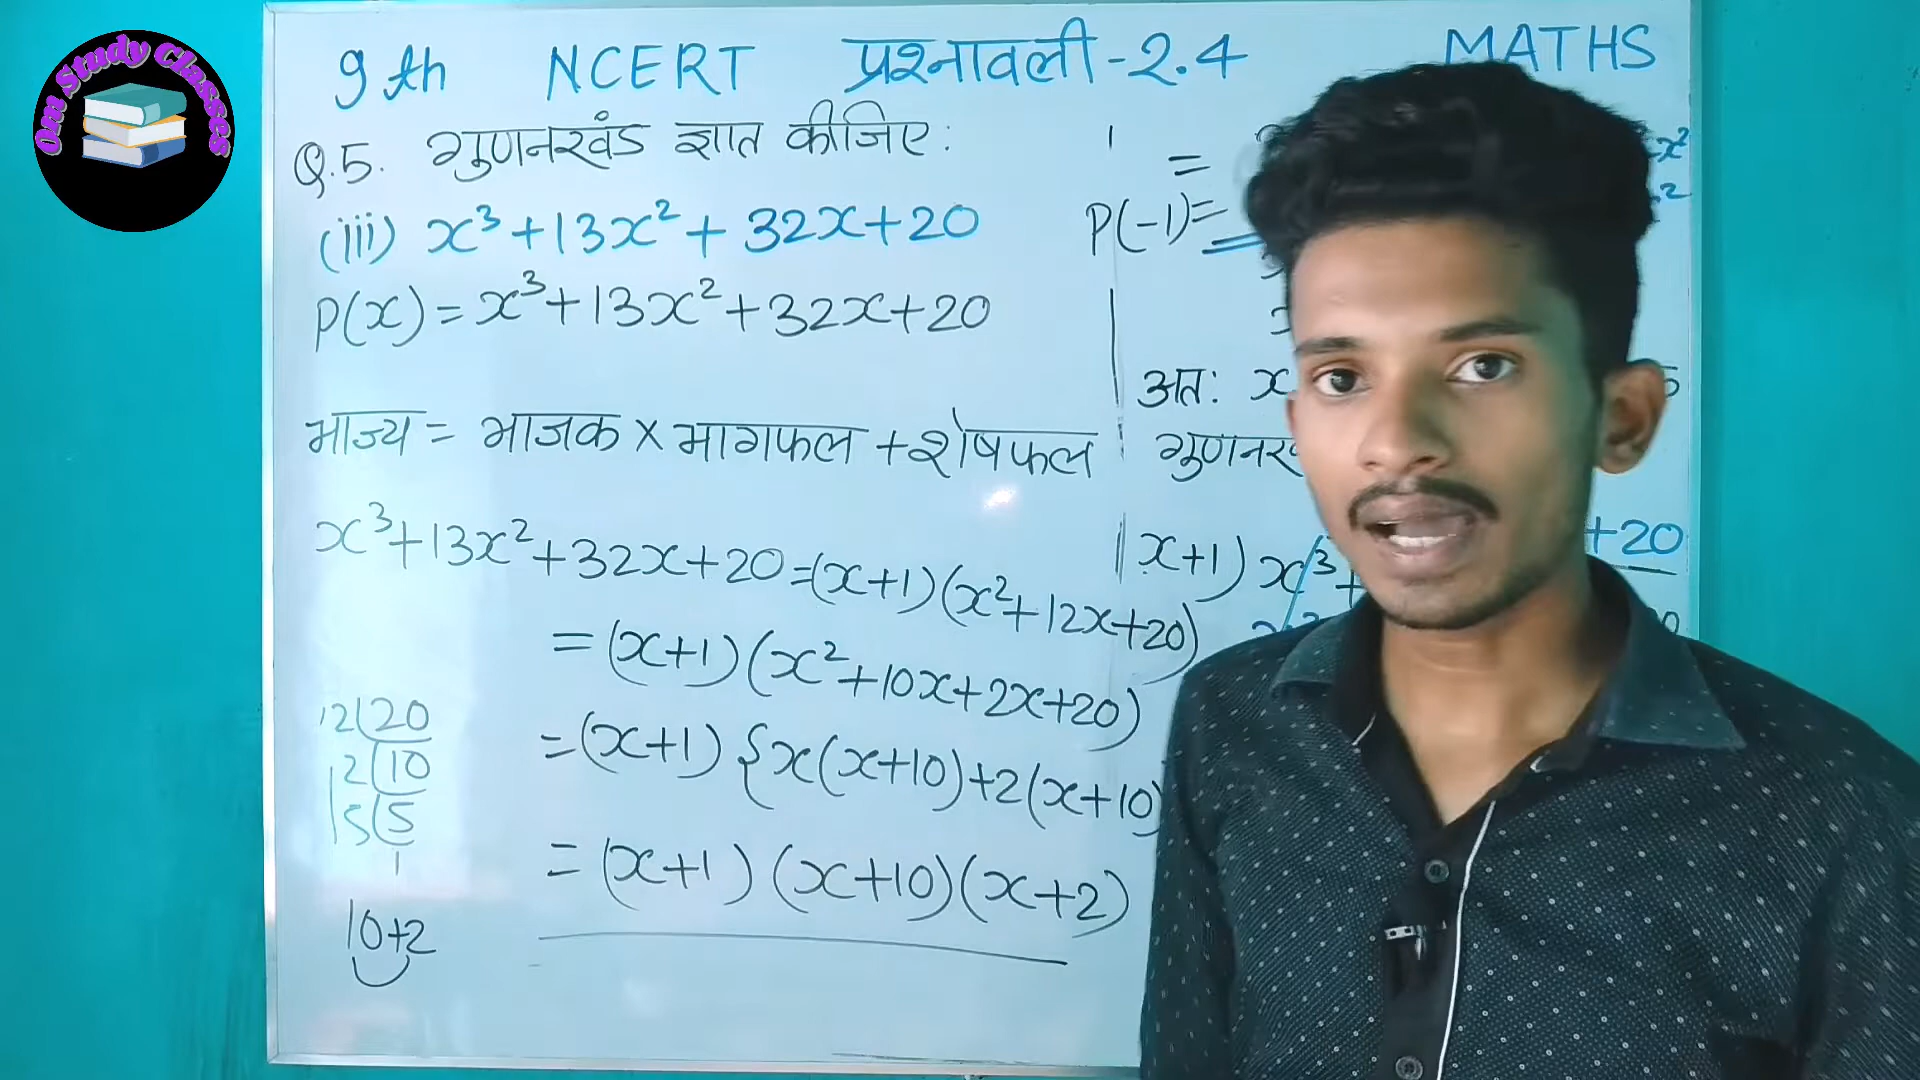 Om Study Classes
9th NCERT प्रश्नावली-2.4 MATHS
Q.5. गुणनखंड ज्ञात कीजिए:
(iii) x³+13x²+32x+20
P(x)=x³+13x²+32x+20
भाज्य = भाजक × भागफल + शेषफल
x³+13x²+32x+20=(x+1)(x²+12x+20)
=(x+1)(x²+10x+2x+20)
=(x+1){x(x+10)+2(x+10)
=(x+1)(x+10)(x+2)
2 20
2 10
5 5
1
10+2
=
P(-1)=
अतः x
x+1) x³+ +20